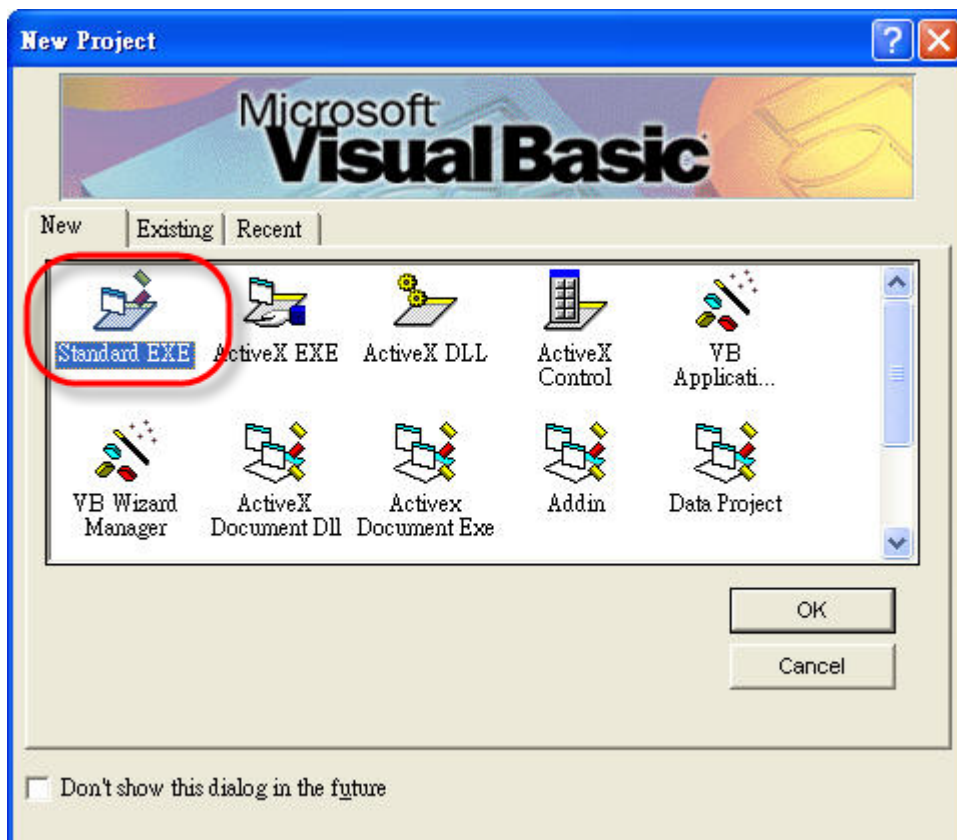 New Project
Microsoft
Visual Basic
New Existing Recent
Standard EXE
ActiveX EXE
ActiveX DLL
ActiveX
Control
VB
Applicati...
VB Wizard
Manager
ActiveX
Document Dll
Activex
Document Exe
Addin
Data Project
OK
Cancel
Don't show this dialog in the future